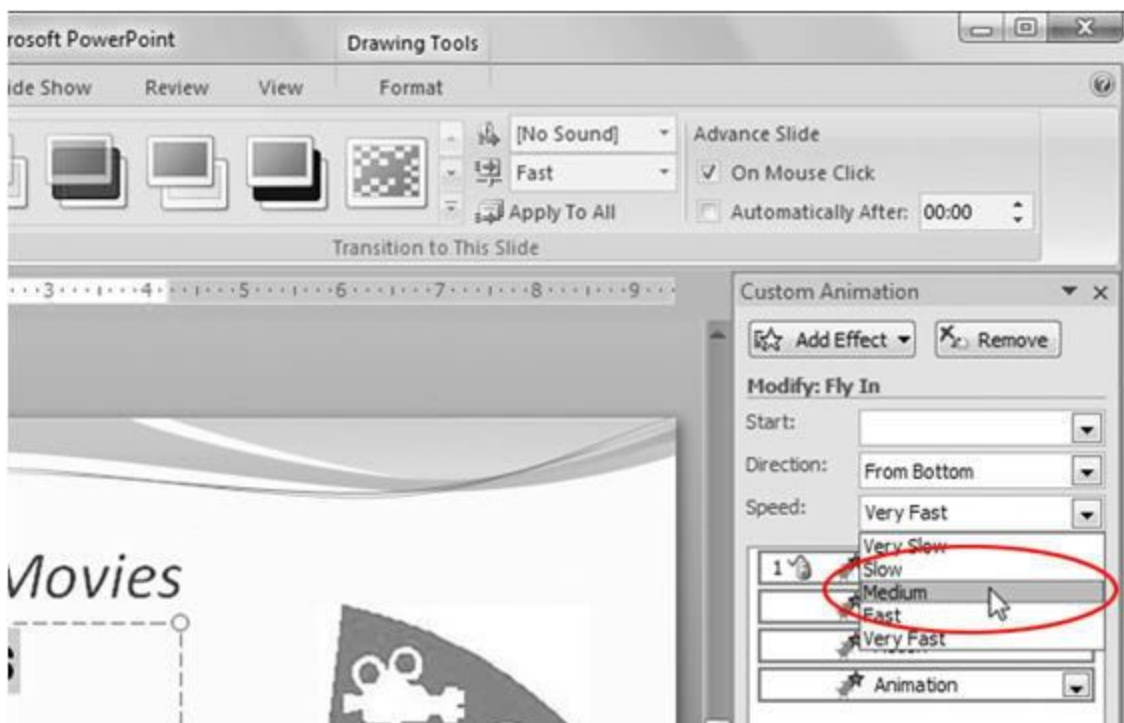 rosoft PowerPoint
Drawing Tools
ide Show Review View Format
[No Sound]
Fast
Apply To All
Advance Slide
On Mouse Click
Automatically After: 00:00
Transition to This Slide
3 4 5 6 7 8 9
Custom Animation
Add Effect Remove
Modify: Fly In
Start:
Direction: From Bottom
Speed: Very Fast
Very Slow
1 Slow
Medium
Fast
Very Fast
Animation
Movies
s